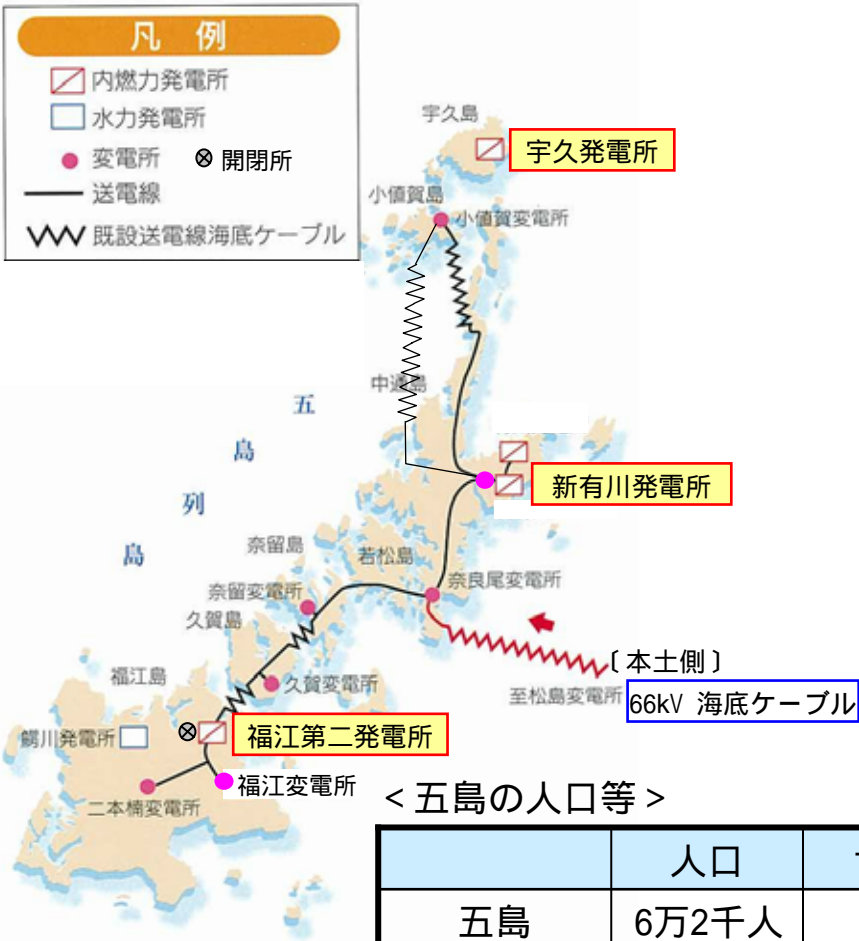 凡 例
内燃力発電所
水力発電所
変電所 ⊗ 開閉所
送電線
既設送電線海底ケーブル
宇久島
宇久発電所
小値賀島
小値賀変電所
中通島
五
島
列
島
新有川発電所
奈留島
若松島
奈良尾変電所
奈留変電所
久賀島
〔 本土側 〕
福江島
久賀変電所
至松島変電所
66kV 海底ケーブル
鰐川発電所
福江第二発電所
福江変電所
二本楠変電所
<五島の人口等>
人口
五島
6万2千人